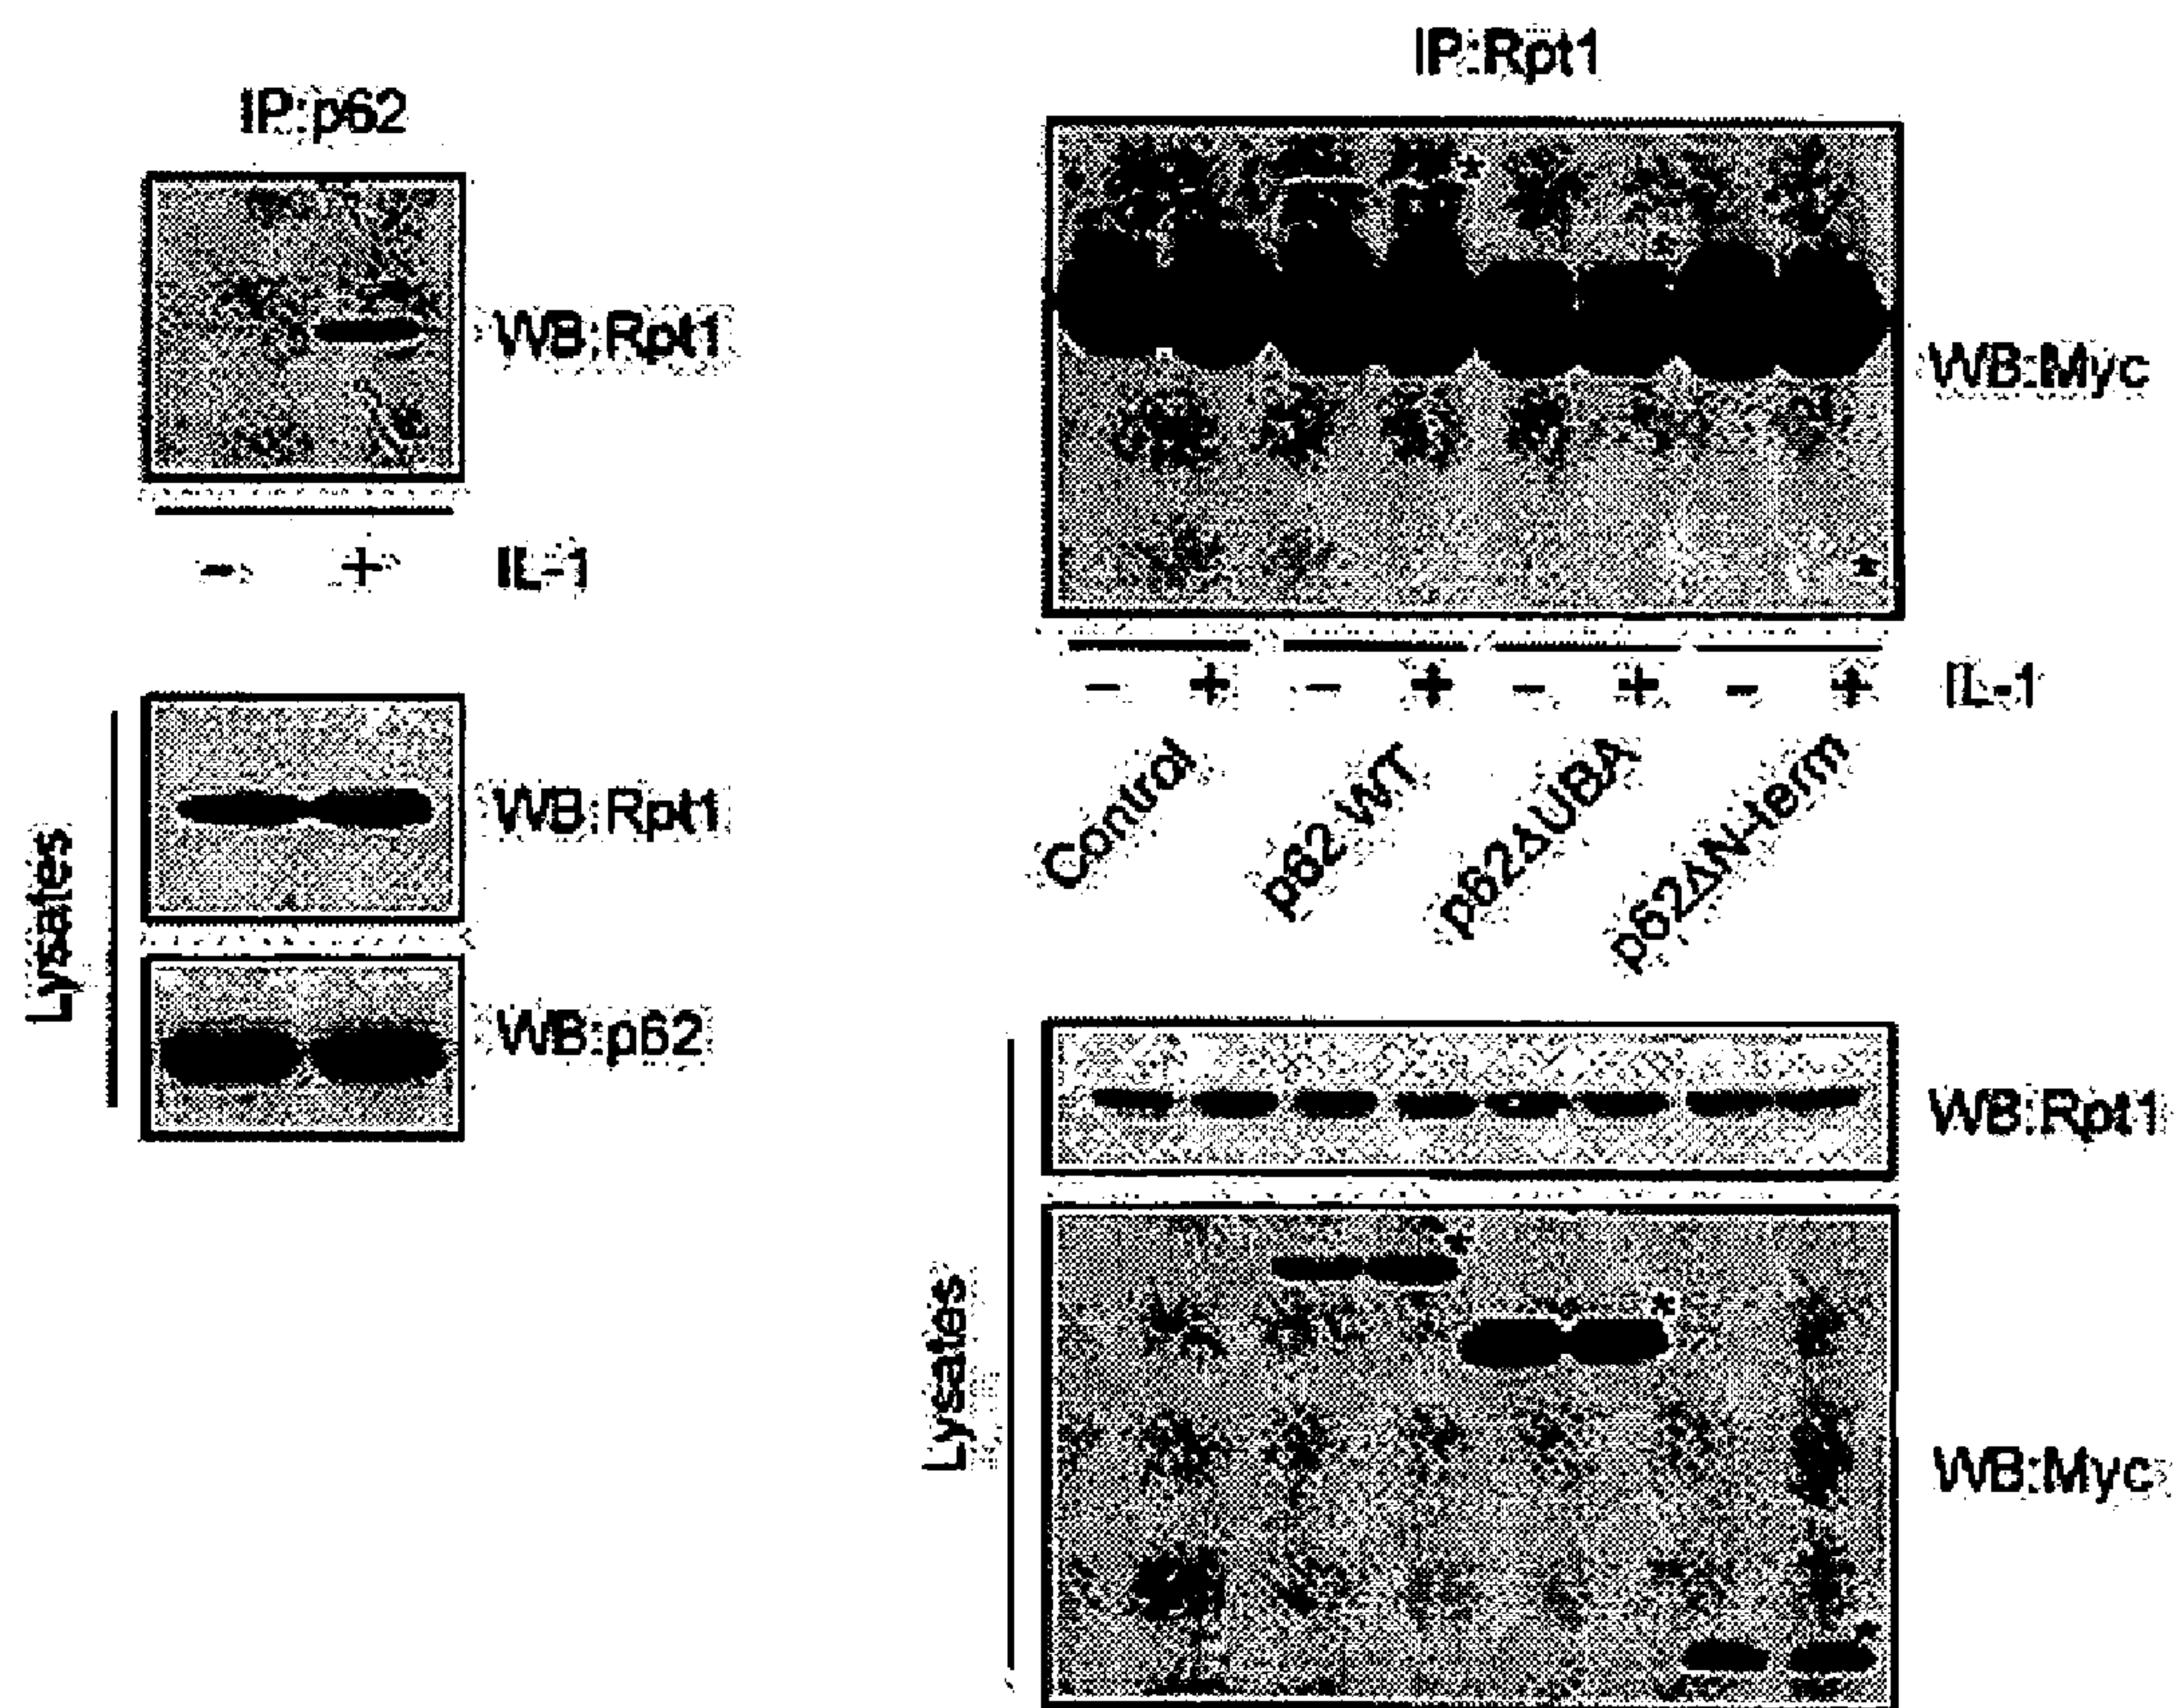 IP:p62
WB:Rpt1
− + IL-1
Lysates
WB:Rpt1
WB:p62
IP:Rpt1
*
*
WB:Myc
*
− + − + − + − + IL-1
Control
p62 WT
p62ΔUBA
p62ΔN-term
Lysates
WB:Rpt1
*
*
WB:Myc
*